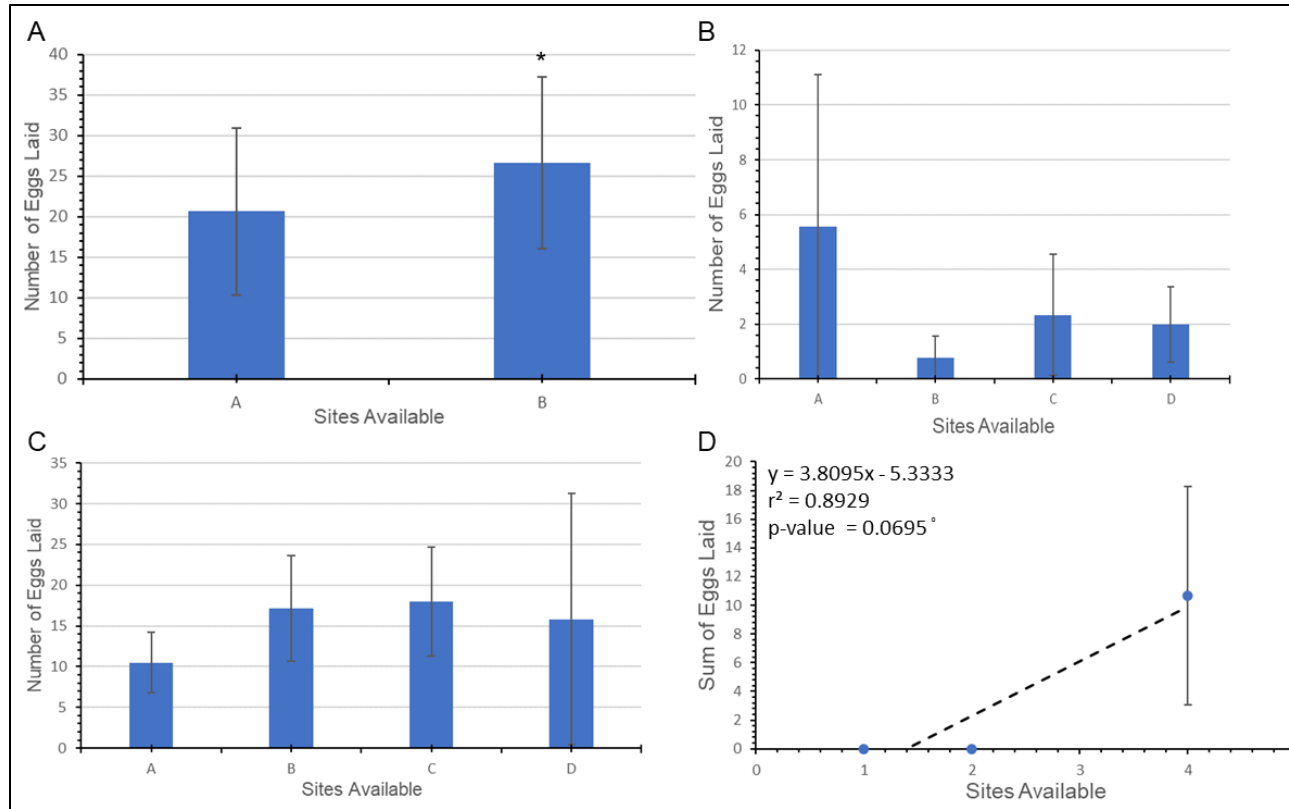 A
Number of Eggs Laid
40
35
30
25
20
15
10
5
0
*
A
B
Sites Available
B
Number of Eggs Laid
12
10
8
6
4
2
0
A
B
C
D
Sites Available
C
Number of Eggs Laid
35
30
25
20
15
10
5
0
A
B
C
D
Sites Available
D
y = 3.8095x - 5.3333
r² = 0.8929
p-value = 0.0695°
Sum of Eggs Laid
20
18
16
14
12
10
8
6
4
2
0
0
1
2
3
4
Sites Available